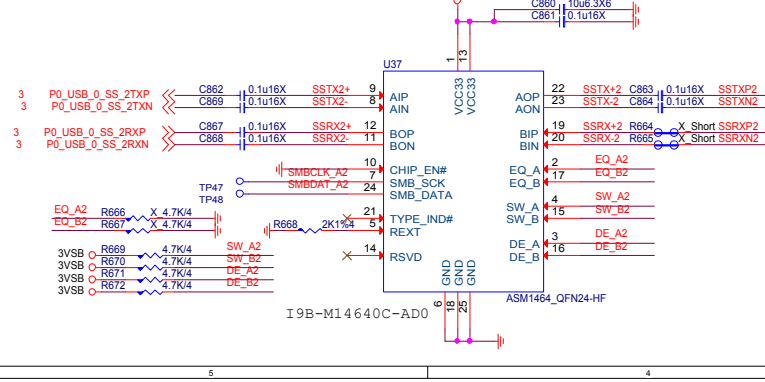 C860 10u6.3X6
C861 0.1u16X
U37
1
13
VCC33
VCC33
3 P0_USB_0_SS_2TXP C862 0.1u16X SSTX2+ 9 AIP AOP 22 SSTX+2 C863 0.1u16X SSTXP2
3 P0_USB_0_SS_2TXN C869 0.1u16X SSTX2- 8 AIN AON 23 SSTX-2 C864 0.1u16X SSTXN2
3 P0_USB_0_SS_2RXP C867 0.1u16X SSRX2+ 12 BOP BIP 19 SSRX+2 R664 X_Short SSRXP2
3 P0_USB_0_SS_2RXN C868 0.1u16X SSRX2- 11 BON BIN 20 SSRX-2 R665 X_Short SSRXN2
10 CHIP_EN# EQ_A 2 EQ_A2
TP47 SMBCLK_A2 7 SMB_SCK EQ_B 17 EQ_B2
TP48 SMBDAT_A2 24 SMB_DATA
SW_A 4 SW_A2
EQ_A2 R666 X_4.7K/4 21 TYPE_IND# SW_B 15 SW_B2
EQ_B2 R667 X_4.7K/4 R668 2K1%4 5 REXT
DE_A 3 DE_A2
3VSB R669 4.7K/4 SW_A2 14 RSVD DE_B 16 DE_B2
3VSB R670 4.7K/4 SW_B2
3VSB R671 4.7K/4 DE_A2
3VSB R672 4.7K/4 DE_B2
GND
GND
GND
6
18
25
ASM1464_QFN24-HF
I9B-M14640C-AD0
5 4